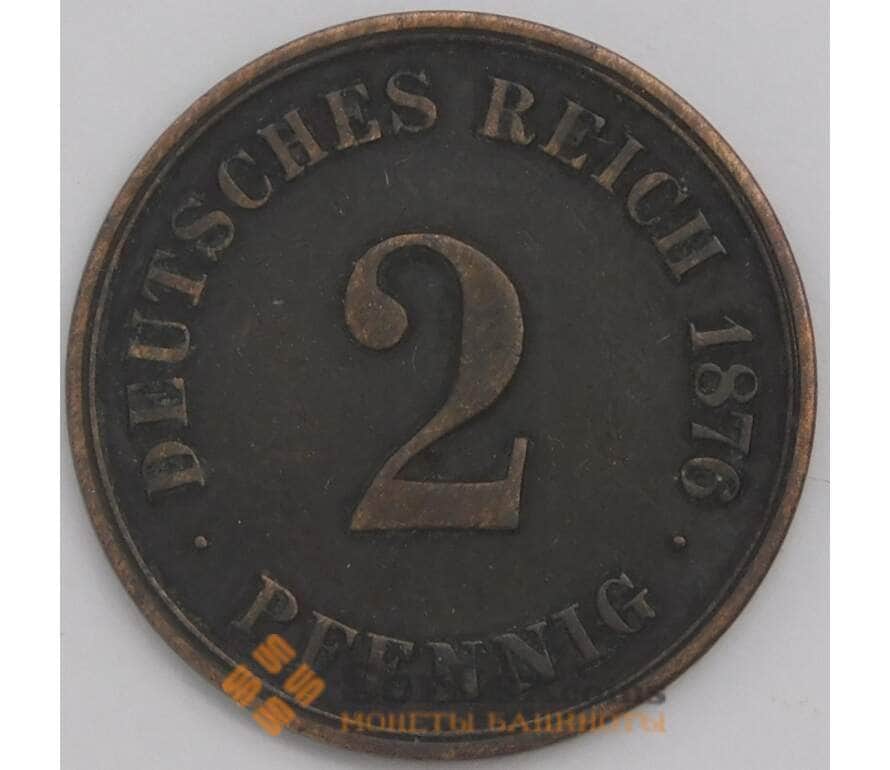 DEUTSCHES REICH 1876
2
PFENNIG
МОНЕТЫ БАНКНОТЫ